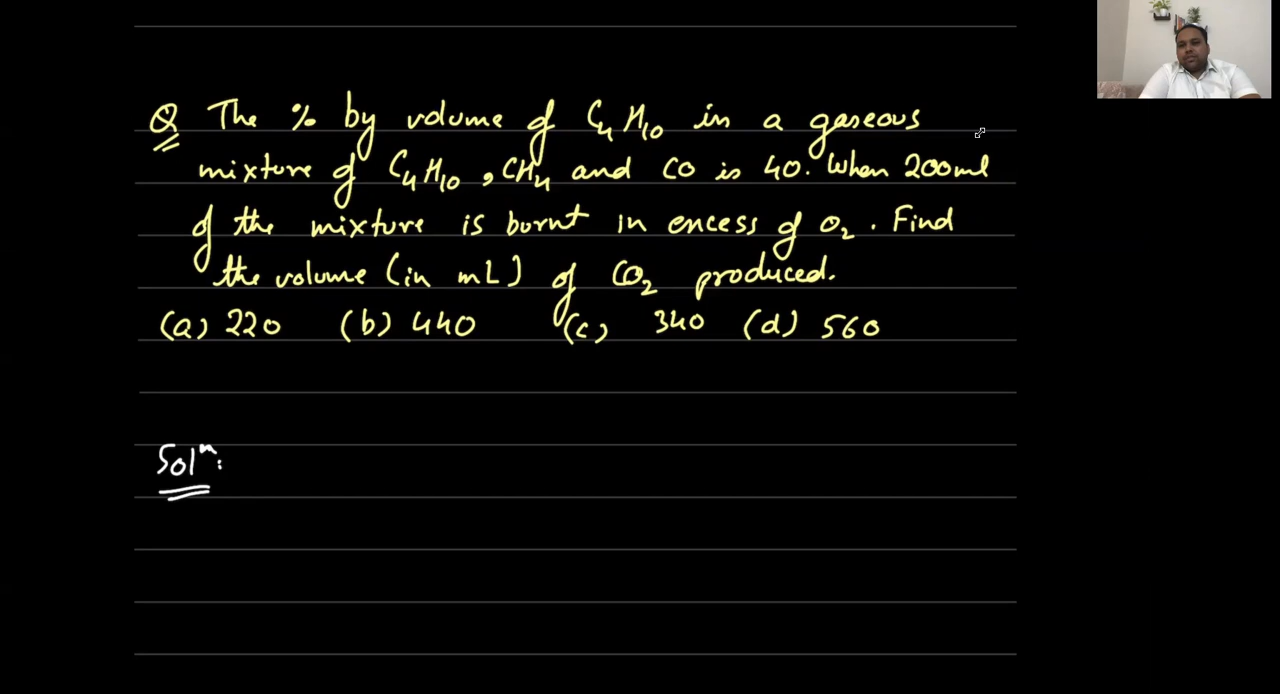 Q The % by volume of C₄H₁₀ in a gaseous
mixture of C₄H₁₀, CH₄ and CO is 40. When 200ml
of the mixture is burnt in encess of O₂. Find
the volume (in mL) of CO₂ produced.
(a) 220 (b) 440 (c) 340 (d) 560
Solⁿ: